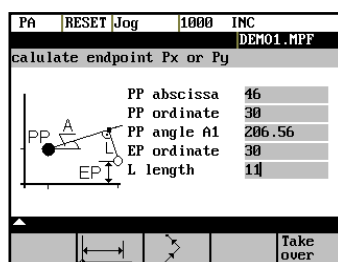 PA RESET Jog 1000 INC
DEMO1.MPF
calulate endpoint Px or Py
PP abscissa 46
PP ordinate 30
PP angle A1 206.56
EP ordinate 30
L length 11
A
PP
L
EP
Take
over